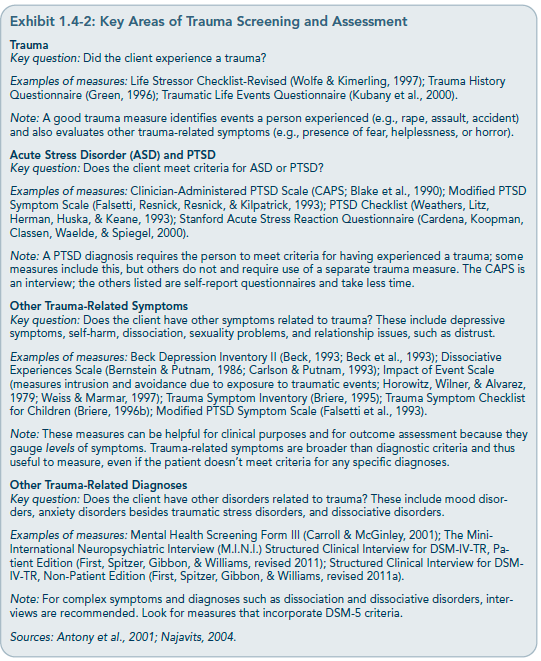 Exhibit 1.4-2: Key Areas of Trauma Screening and Assessment
Trauma
Key question: Did the client experience a trauma?
Examples of measures: Life Stressor Checklist-Revised (Wolfe & Kimerling, 1997); Trauma History
Questionnaire (Green, 1996); Traumatic Life Events Questionnaire (Kubany et al., 2000).
Note: A good trauma measure identifies events a person experienced (e.g., rape, assault, accident)
and also evaluates other trauma-related symptoms (e.g., presence of fear, helplessness, or horror).
Acute Stress Disorder (ASD) and PTSD
Key question: Does the client meet criteria for ASD or PTSD?
Examples of measures: Clinician-Administered PTSD Scale (CAPS; Blake et al., 1990); Modified PTSD
Symptom Scale (Falsetti, Resnick, Resnick, & Kilpatrick, 1993); PTSD Checklist (Weathers, Litz,
Herman, Huska, & Keane, 1993); Stanford Acute Stress Reaction Questionnaire (Cardena, Koopman,
Classen, Waelde, & Spiegel, 2000).
Note: A PTSD diagnosis requires the person to meet criteria for having experienced a trauma; some
measures include this, but others do not and require use of a separate trauma measure. The CAPS is
an interview; the others listed are self-report questionnaires and take less time.
Other Trauma-Related Symptoms
Key question: Does the client have other symptoms related to trauma? These include depressive
symptoms, self-harm, dissociation, sexuality problems, and relationship issues, such as distrust.
Examples of measures: Beck Depression Inventory II (Beck, 1993; Beck et al., 1993); Dissociative
Experiences Scale (Bernstein & Putnam, 1986; Carlson & Putnam, 1993); Impact of Event Scale
(measures intrusion and avoidance due to exposure to traumatic events; Horowitz, Wilner, & Alvarez,
1979; Weiss & Marmar, 1997); Trauma Symptom Inventory (Briere, 1995); Trauma Symptom Checklist
for Children (Briere, 1996b); Modified PTSD Symptom Scale (Falsetti et al., 1993).
Note: These measures can be helpful for clinical purposes and for outcome assessment because they
gauge levels of symptoms. Trauma-related symptoms are broader than diagnostic criteria and thus
useful to measure, even if the patient doesn't meet criteria for any specific diagnoses.
Other Trauma-Related Diagnoses
Key question: Does the client have other disorders related to trauma? These include mood disor-
ders, anxiety disorders besides traumatic stress disorders, and dissociative disorders.
Examples of measures: Mental Health Screening Form III (Carroll & McGinley, 2001); The Mini-
International Neuropsychiatric Interview (M.I.N.I.) Structured Clinical Interview for DSM-IV-TR, Pa-
tient Edition (First, Spitzer, Gibbon, & Williams, revised 2011); Structured Clinical Interview for DSM-
IV-TR, Non-Patient Edition (First, Spitzer, Gibbon, & Williams, revised 2011a).
Note: For complex symptoms and diagnoses such as dissociation and dissociative disorders, inter-
views are recommended. Look for measures that incorporate DSM-5 criteria.
Sources: Antony et al., 2001; Najavits, 2004.